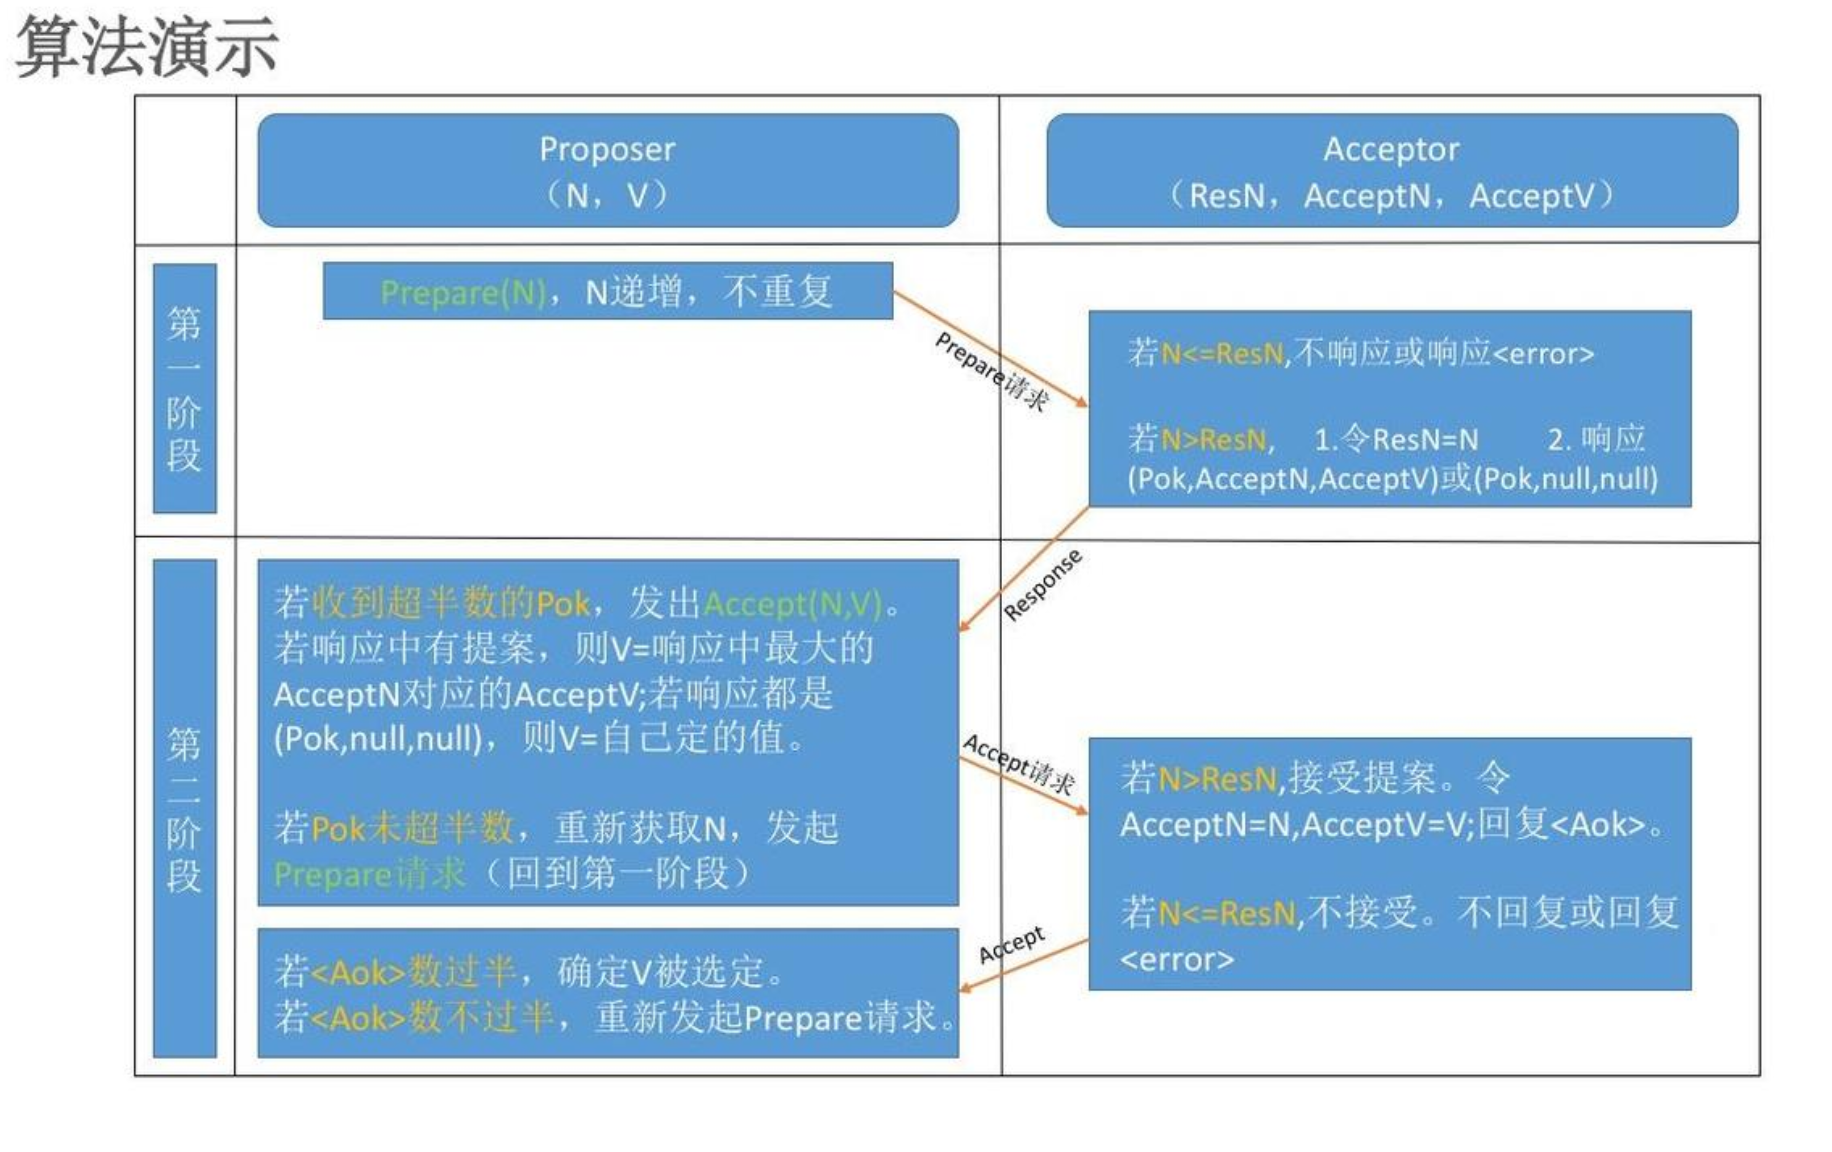 算法演示
Proposer
（N，V）
Acceptor
（ResN，AcceptN，AcceptV）
第一阶段
Prepare(N)，N递增，不重复
Prepare请求
若N<=ResN,不响应或响应<error>
若N>ResN, 1.令ResN=N 2. 响应
(Pok,AcceptN,AcceptV)或(Pok,null,null)
Response
第二阶段
若收到超半数的Pok，发出Accept(N,V)。
若响应中有提案，则V=响应中最大的
AcceptN对应的AcceptV;若响应都是
(Pok,null,null)，则V=自己定的值。
若Pok未超半数，重新获取N，发起
Prepare请求（回到第一阶段）
Accept请求
若N>ResN,接受提案。令
AcceptN=N,AcceptV=V;回复<Aok>。
若N<=ResN,不接受。不回复或回复
<error>
Accept
若<Aok>数过半，确定V被选定。
若<Aok>数不过半，重新发起Prepare请求。